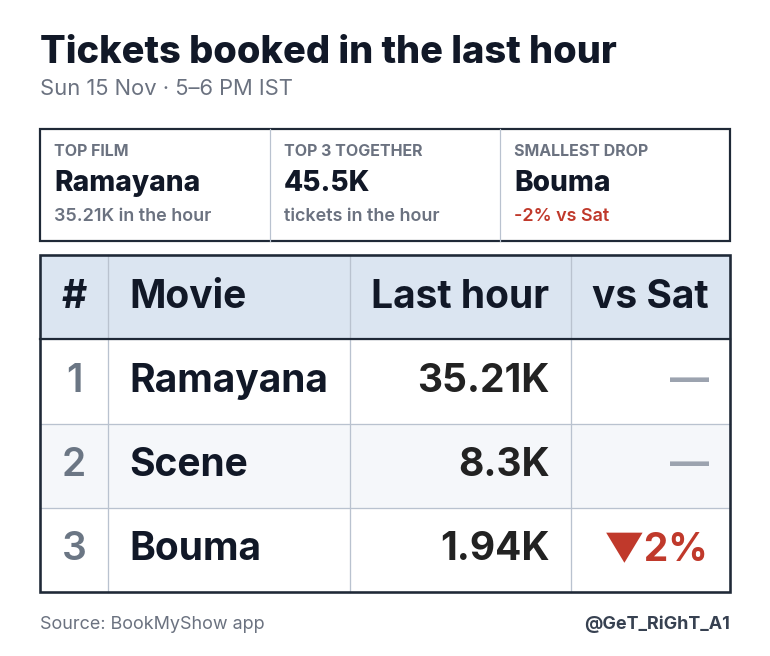 Tickets booked in the last hour
Sun 15 Nov · 5–6 PM IST
TOP FILM
Ramayana
35.21K in the hour
TOP 3 TOGETHER
45.5K
tickets in the hour
SMALLEST DROP
Bouma
-2% vs Sat
# Movie Last hour vs Sat
1 Ramayana 35.21K —
2 Scene 8.3K —
3 Bouma 1.94K ▼2%
Source: BookMyShow app
@GeT_RiGhT_A1